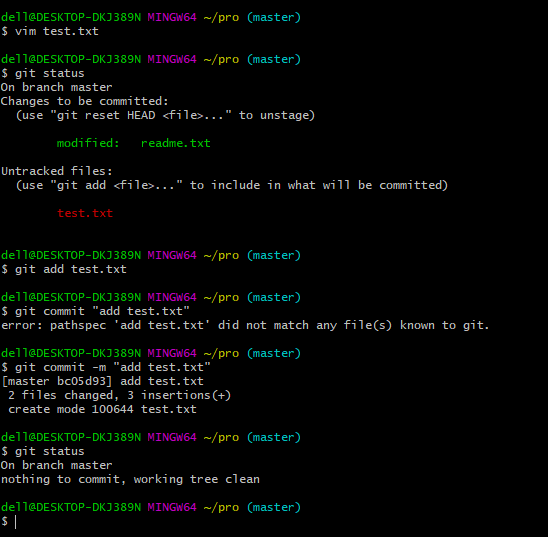 dell@DESKTOP-DKJ389N MINGW64 ~/pro (master)
$ vim test.txt
dell@DESKTOP-DKJ389N MINGW64 ~/pro (master)
$ git status
On branch master
Changes to be committed:
  (use "git reset HEAD <file>..." to unstage)
        modified:   readme.txt
Untracked files:
  (use "git add <file>..." to include in what will be committed)
        test.txt
dell@DESKTOP-DKJ389N MINGW64 ~/pro (master)
$ git add test.txt
dell@DESKTOP-DKJ389N MINGW64 ~/pro (master)
$ git commit "add test.txt"
error: pathspec 'add test.txt' did not match any file(s) known to git.
dell@DESKTOP-DKJ389N MINGW64 ~/pro (master)
$ git commit -m "add test.txt"
[master bc05d93] add test.txt
 2 files changed, 3 insertions(+)
 create mode 100644 test.txt
dell@DESKTOP-DKJ389N MINGW64 ~/pro (master)
$ git status
On branch master
nothing to commit, working tree clean
dell@DESKTOP-DKJ389N MINGW64 ~/pro (master)
$